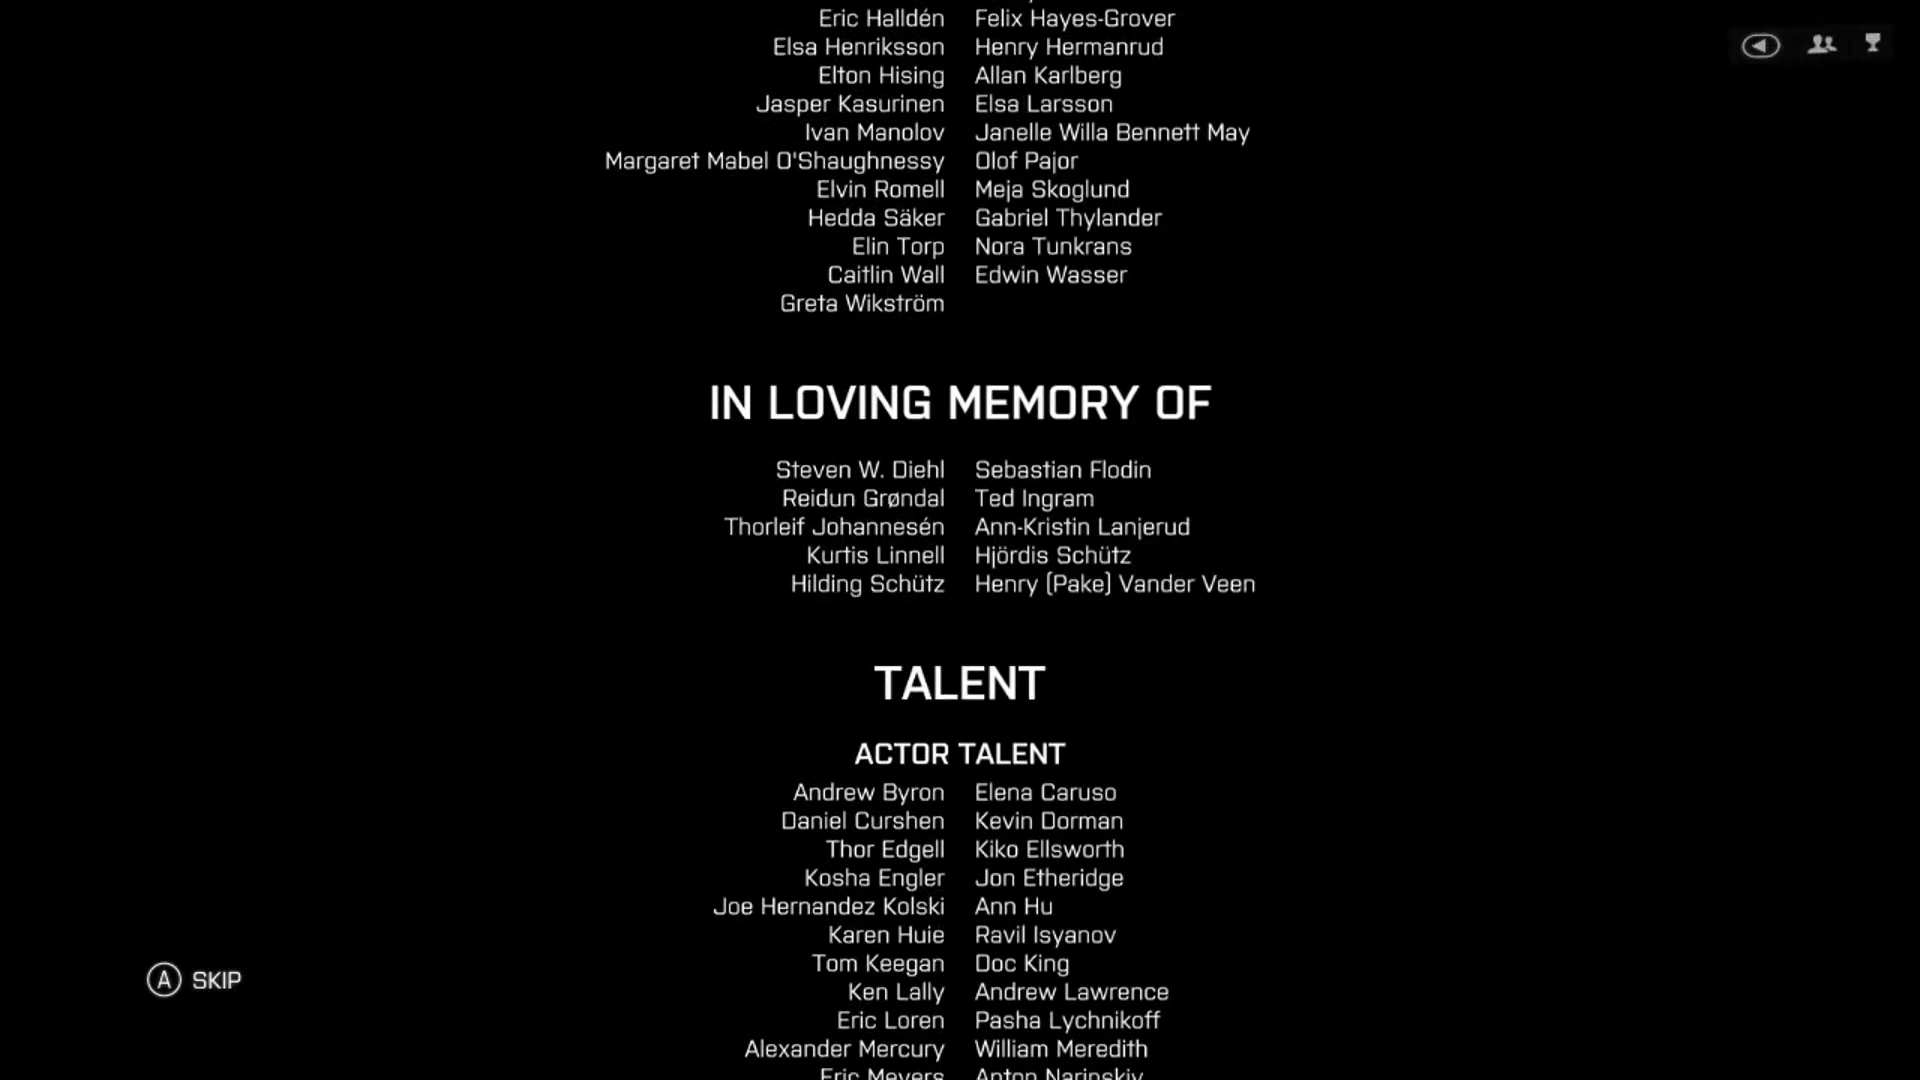 Eric Halldén Felix Hayes-Grover
Elsa Henriksson Henry Hermanrud
Elton Hising Allan Karlberg
Jasper Kasurinen Elsa Larsson
Ivan Manolov Janelle Willa Bennett May
Margaret Mabel O'Shaughnessy Olof Pajor
Elvin Romell Meja Skoglund
Hedda Säker Gabriel Thylander
Elin Torp Nora Tunkrans
Caitlin Wall Edwin Wasser
Greta Wikström
IN LOVING MEMORY OF
Steven W. Diehl Sebastian Flodin
Reidun Grøndal Ted Ingram
Thorleif Johannesén Ann-Kristin Lanjerud
Kurtis Linnell Hjördis Schütz
Hilding Schütz Henry (Pake) Vander Veen
TALENT
ACTOR TALENT
Andrew Byron Elena Caruso
Daniel Curshen Kevin Dorman
Thor Edgell Kiko Ellsworth
Kosha Engler Jon Etheridge
Joe Hernandez Kolski Ann Hu
Karen Huie Ravil Isyanov
Tom Keegan Doc King
Ken Lally Andrew Lawrence
Eric Loren Pasha Lychnikoff
Alexander Mercury William Meredith
Eric Meyers Anton Narinskiy
A SKIP